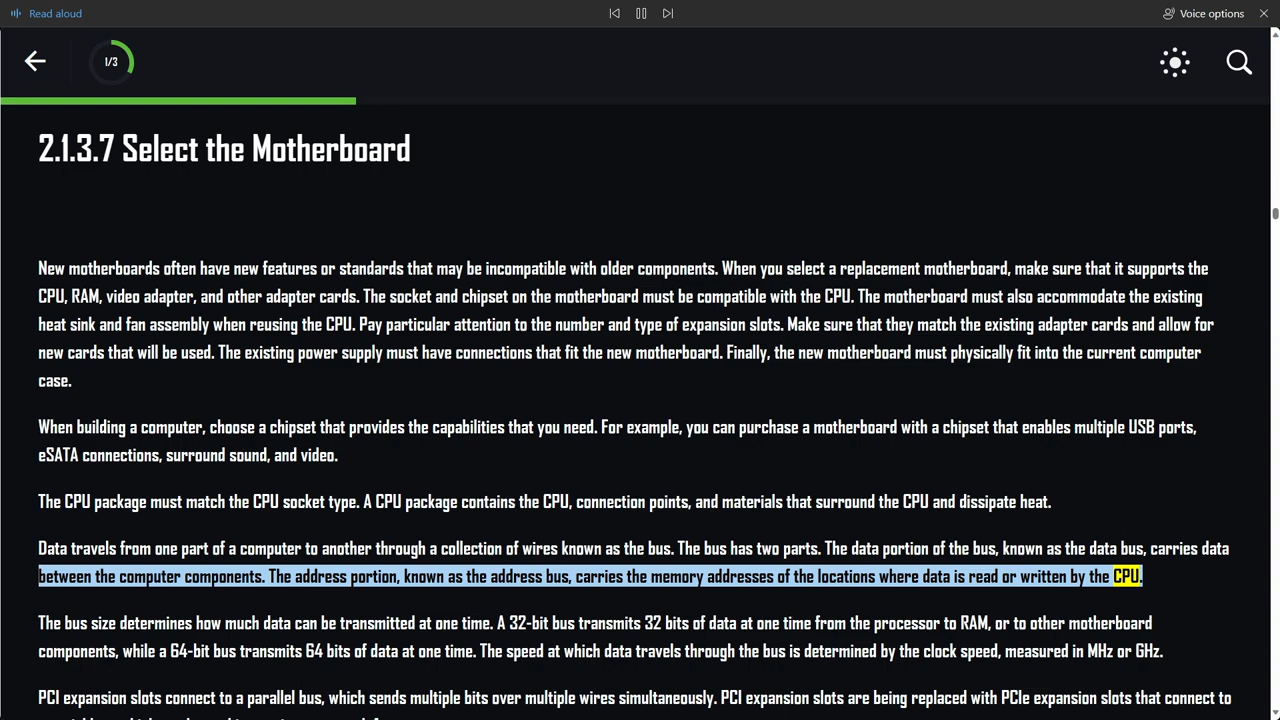 Read aloud
Voice options
1/3
2.1.3.7 Select the Motherboard
New motherboards often have new features or standards that may be incompatible with older components. When you select a replacement motherboard, make sure that it supports the
CPU, RAM, video adapter, and other adapter cards. The socket and chipset on the motherboard must be compatible with the CPU. The motherboard must also accommodate the existing
heat sink and fan assembly when reusing the CPU. Pay particular attention to the number and type of expansion slots. Make sure that they match the existing adapter cards and allow for
new cards that will be used. The existing power supply must have connections that fit the new motherboard. Finally, the new motherboard must physically fit into the current computer
case.
When building a computer, choose a chipset that provides the capabilities that you need. For example, you can purchase a motherboard with a chipset that enables multiple USB ports,
eSATA connections, surround sound, and video.
The CPU package must match the CPU socket type. A CPU package contains the CPU, connection points, and materials that surround the CPU and dissipate heat.
Data travels from one part of a computer to another through a collection of wires known as the bus. The bus has two parts. The data portion of the bus, known as the data bus, carries data
between the computer components. The address portion, known as the address bus, carries the memory addresses of the locations where data is read or written by the CPU.
The bus size determines how much data can be transmitted at one time. A 32-bit bus transmits 32 bits of data at one time from the processor to RAM, or to other motherboard
components, while a 64-bit bus transmits 64 bits of data at one time. The speed at which data travels through the bus is determined by the clock speed, measured in MHz or GHz.
PCI expansion slots connect to a parallel bus, which sends multiple bits over multiple wires simultaneously. PCI expansion slots are being replaced with PCIe expansion slots that connect to